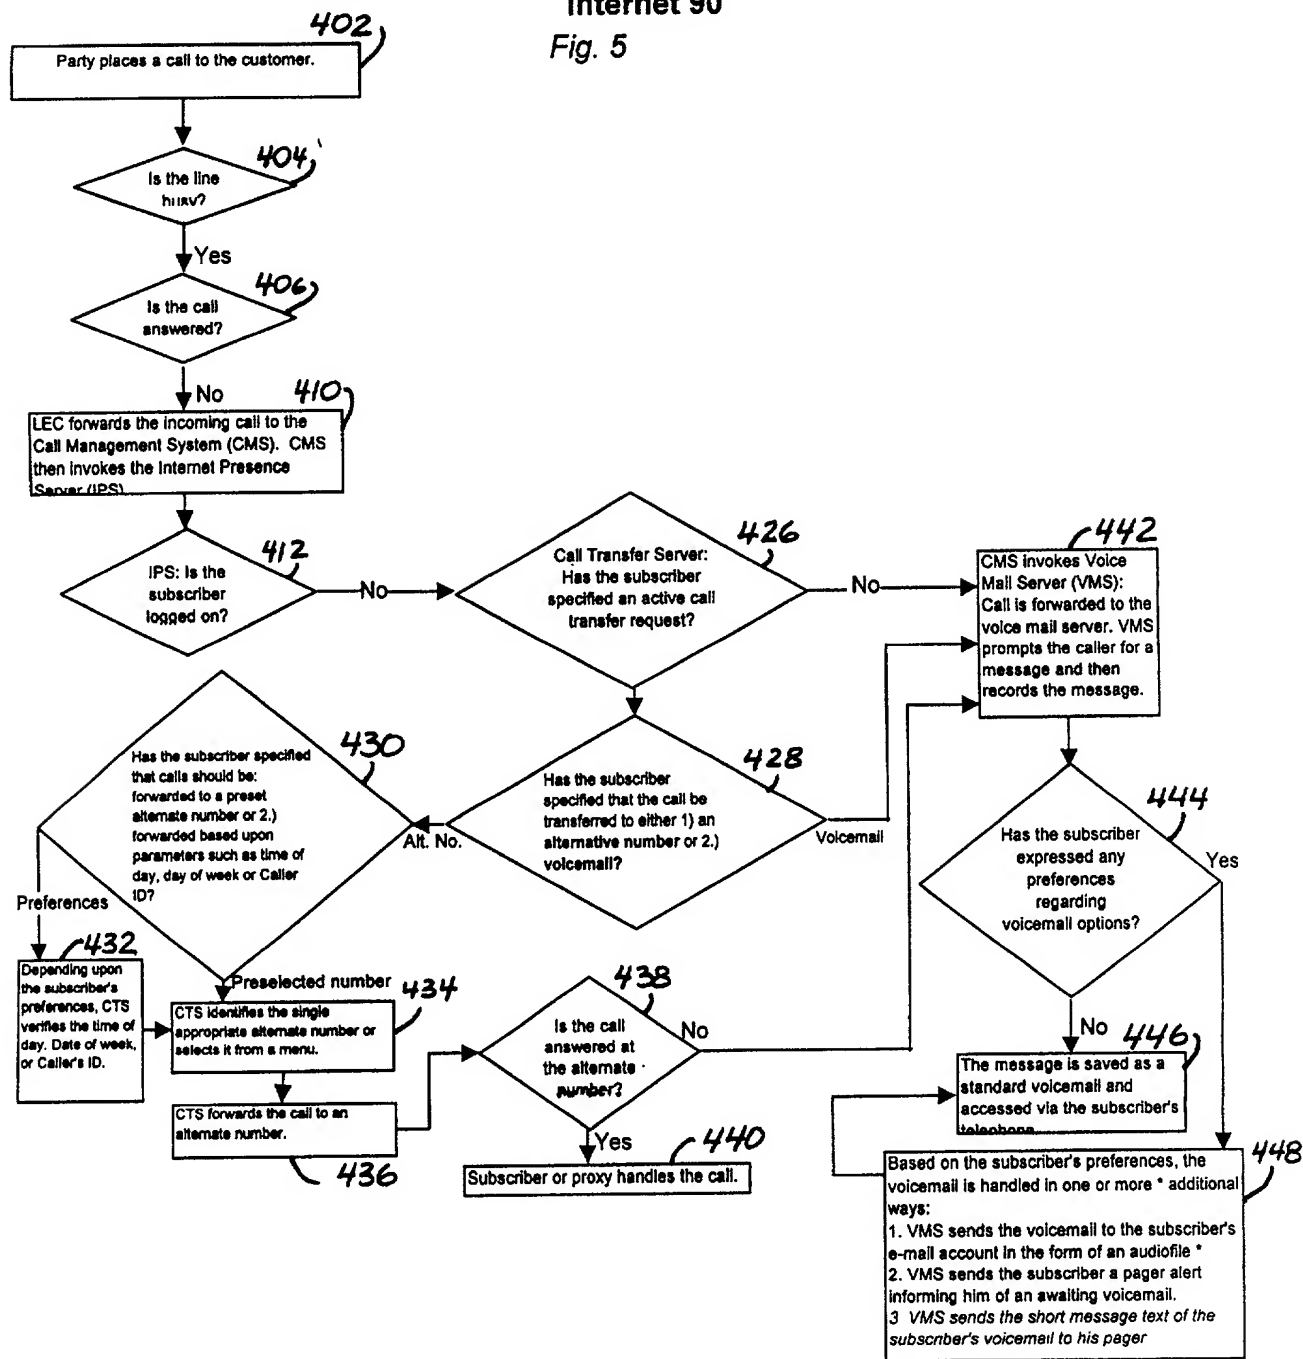 Internet 90
Fig. 5
402
Party places a call to the customer.
404
Is the line
busy?
Yes
406
Is the call
answered?
No
410
LEC forwards the incoming call to the
Call Management System (CMS). CMS
then invokes the Internet Presence
Server (IPS)
412
IPS: Is the
subscriber
logged on?
No
426
Call Transfer Server:
Has the subscriber
specified an active call
transfer request?
No
442
CMS invokes Voice
Mail Server (VMS):
Call is forwarded to the
voice mail server. VMS
prompts the caller for a
message and then
records the message.
430
Has the subscriber specified
that calls should be:
forwarded to a preset
alternate number or 2.)
forwarded based upon
parameters such as time of
day, day of week or Caller
ID?
Alt. No.
428
Has the subscriber
specified that the call be
transferred to either 1) an
alternative number or 2.)
voicemail?
Voicemail
444
Has the subscriber
expressed any
preferences
regarding
voicemail options?
Yes
Preferences
432
Depending upon
the subscriber's
preferences, CTS
verifies the time of
day. Date of week,
or Caller's ID.
Preselected number
434
CTS identifies the single
appropriate alternate number or
selects it from a menu.
CTS forwards the call to an
alternate number.
436
438
Is the call
answered at
the alternate
number?
No
Yes
440
Subscriber or proxy handles the call.
No
446
The message is saved as a
standard voicemail and
accessed via the subscriber's
telephone
448
Based on the subscriber's preferences, the
voicemail is handled in one or more * additional
ways:
1. VMS sends the voicemail to the subscriber's
e-mail account in the form of an audiofile *
2. VMS sends the subscriber a pager alert
informing him of an awaiting voicemail.
3 VMS sends the short message text of the
subscriber's voicemail to his pager